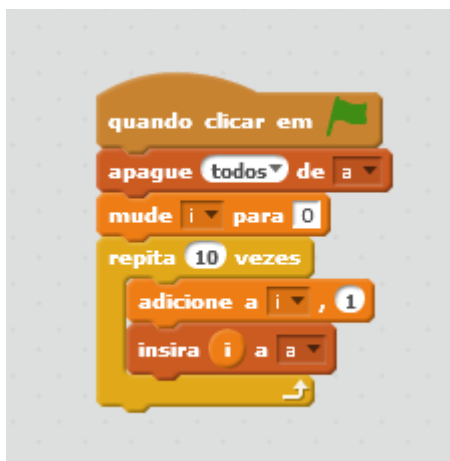 quando clicar em
apague todos de a
mude i para 0
repita 10 vezes
adicione a i , 1
insira i a a